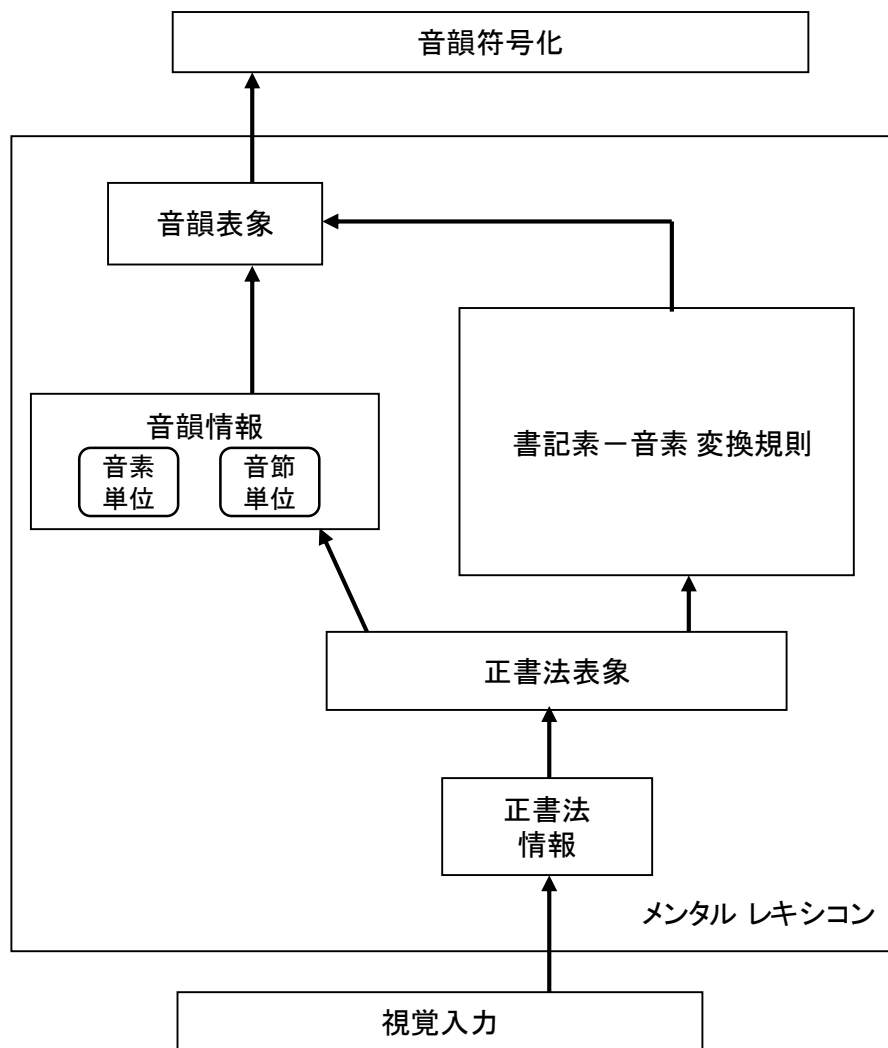 音韻符号化
音韻表象
書記素－音素 変換規則
音韻情報
音素
単位
音節
単位
正書法表象
正書法
情報
メンタル レキシコン
視覚入力